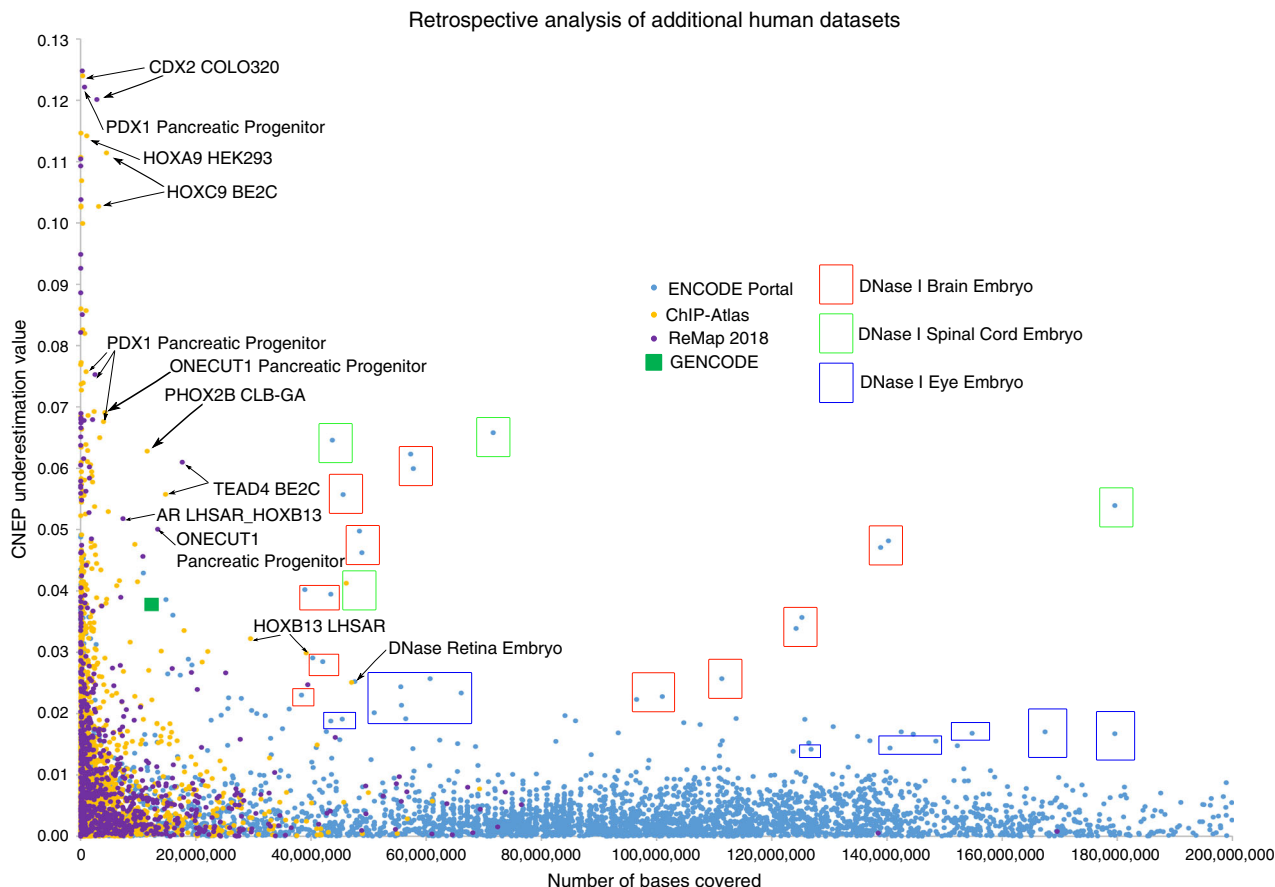 Retrospective analysis of additional human datasets
0.13
0.12
0.11
0.10
0.09
0.08
0.07
0.06
0.05
0.04
0.03
0.02
0.01
0.00
CNEP underestimation value
CDX2 COLO320
PDX1 Pancreatic Progenitor
HOXA9 HEK293
HOXC9 BE2C
PDX1 Pancreatic Progenitor
ONECUT1 Pancreatic Progenitor
PHOX2B CLB-GA
TEAD4 BE2C
AR LHSAR_HOXB13
ONECUT1
Pancreatic Progenitor
HOXB13 LHSAR
DNase Retina Embryo
ENCODE Portal
ChIP-Atlas
ReMap 2018
GENCODE
DNase I Brain Embryo
DNase I Spinal Cord Embryo
DNase I Eye Embryo
0 20,000,000 40,000,000 60,000,000 80,000,000 100,000,000 120,000,000 140,000,000 160,000,000 180,000,000 200,000,000
Number of bases covered